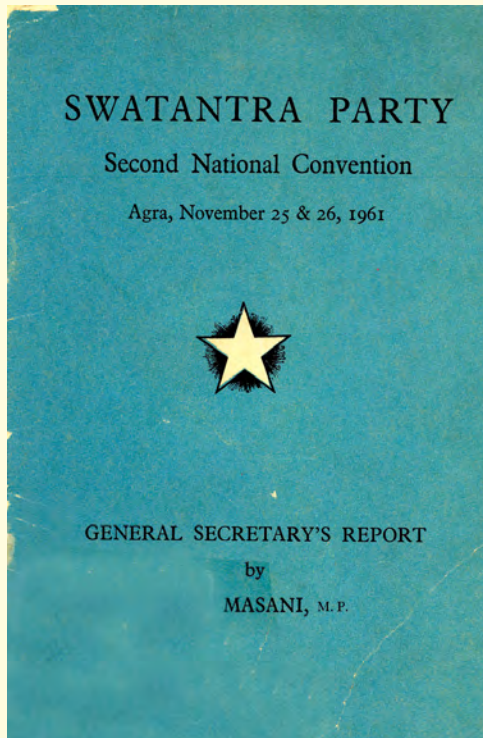 SWATANTRA PARTY
Second National Convention
Agra, November 25 & 26, 1961
GENERAL SECRETARY'S REPORT
by
MASANI, M. P.